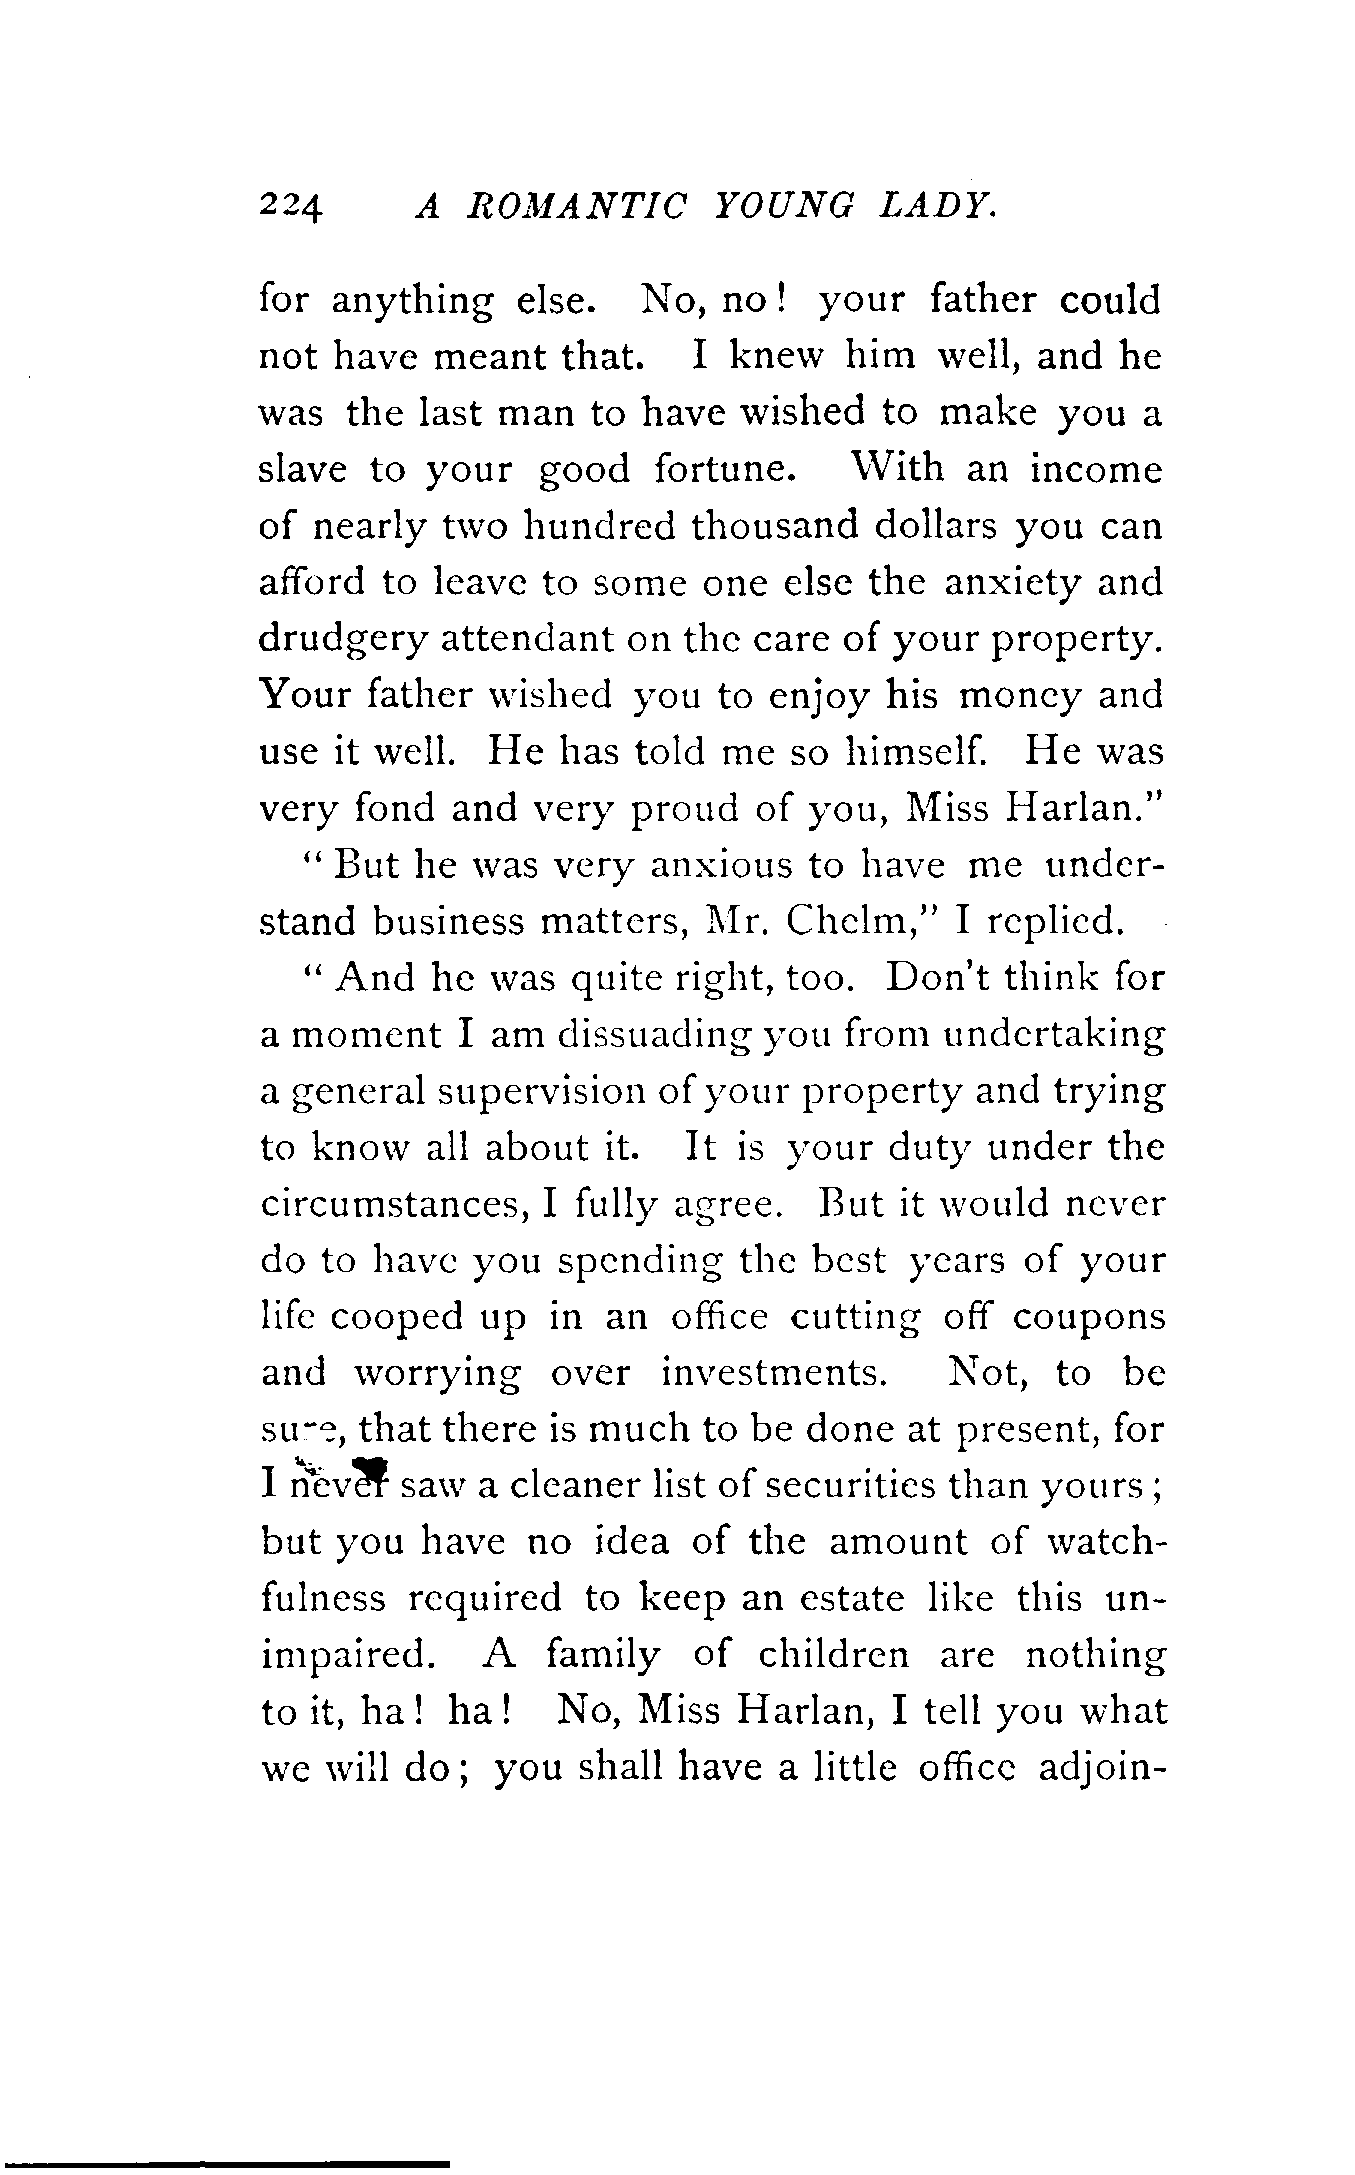 224 A ROMANTIC YOUNG LADY.
for anything else. No, no! your father could
not have meant that. I knew him well, and he
was the last man to have wished to make you a
slave to your good fortune. With an income
of nearly two hundred thousand dollars you can
afford to leave to some one else the anxiety and
drudgery attendant on the care of your property.
Your father wished you to enjoy his money and
use it well. He has told me so himself. He was
very fond and very proud of you, Miss Harlan."
"But he was very anxious to have me under-
stand business matters, Mr. Chelm," I replied.
"And he was quite right, too. Don't think for
a moment I am dissuading you from undertaking
a general supervision of your property and trying
to know all about it. It is your duty under the
circumstances, I fully agree. But it would never
do to have you spending the best years of your
life cooped up in an office cutting off coupons
and worrying over investments. Not, to be
sure, that there is much to be done at present, for
I never saw a cleaner list of securities than yours;
but you have no idea of the amount of watch-
fulness required to keep an estate like this un-
impaired. A family of children are nothing
to it, ha! ha! No, Miss Harlan, I tell you what
we will do; you shall have a little office adjoin-